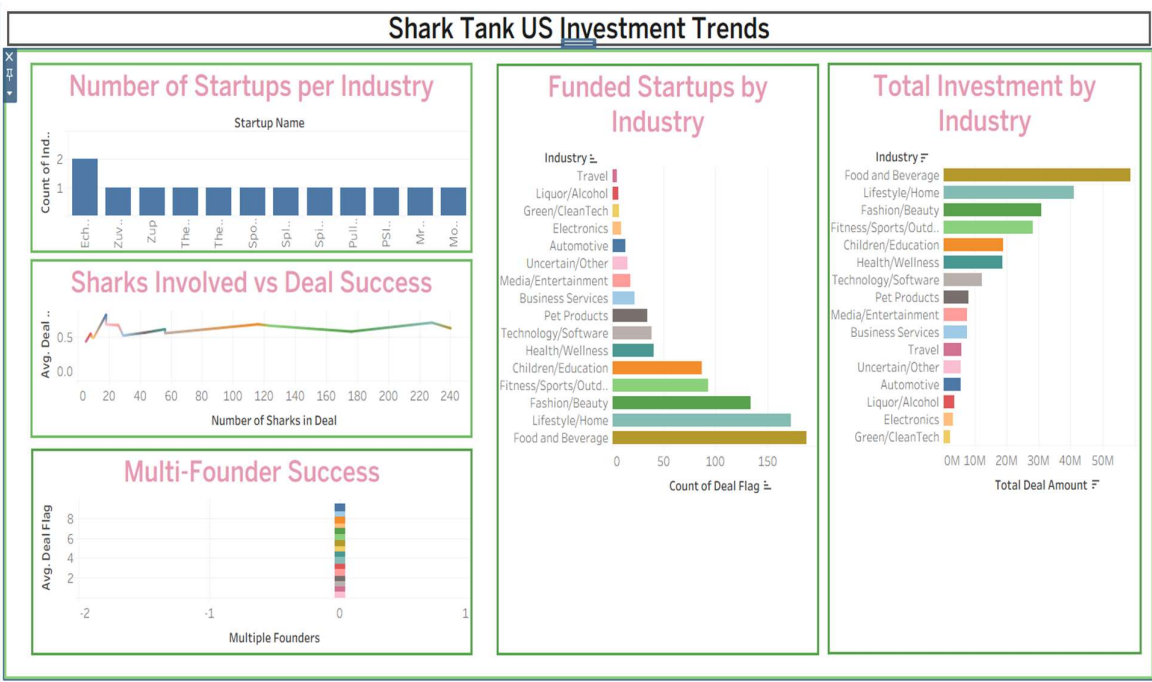 Shark Tank US Investment Trends
Number of Startups per Industry
Startup Name
Count of Ind..
2
1
Ech..
Zuv..
Zup
The..
The..
Spo..
Spl..
Spi..
Pull..
PSI..
Mr...
Mo..
Sharks Involved vs Deal Success
Avg. Deal ..
0.5
0.0
0 20 40 60 80 100 120 140 160 180 200 220 240
Number of Sharks in Deal
Multi-Founder Success
Avg. Deal Flag
8
6
4
2
-2 -1 0 1
Multiple Founders
Funded Startups by
Industry
Industry
Travel
Liquor/Alcohol
Green/CleanTech
Electronics
Automotive
Uncertain/Other
Media/Entertainment
Business Services
Pet Products
Technology/Software
Health/Wellness
Children/Education
Fitness/Sports/Outd..
Fashion/Beauty
Lifestyle/Home
Food and Beverage
0 50 100 150
Count of Deal Flag
Total Investment by
Industry
Industry
Food and Beverage
Lifestyle/Home
Fashion/Beauty
Fitness/Sports/Outd..
Children/Education
Health/Wellness
Technology/Software
Pet Products
Media/Entertainment
Business Services
Travel
Uncertain/Other
Automotive
Liquor/Alcohol
Electronics
Green/CleanTech
0M 10M 20M 30M 40M 50M
Total Deal Amount